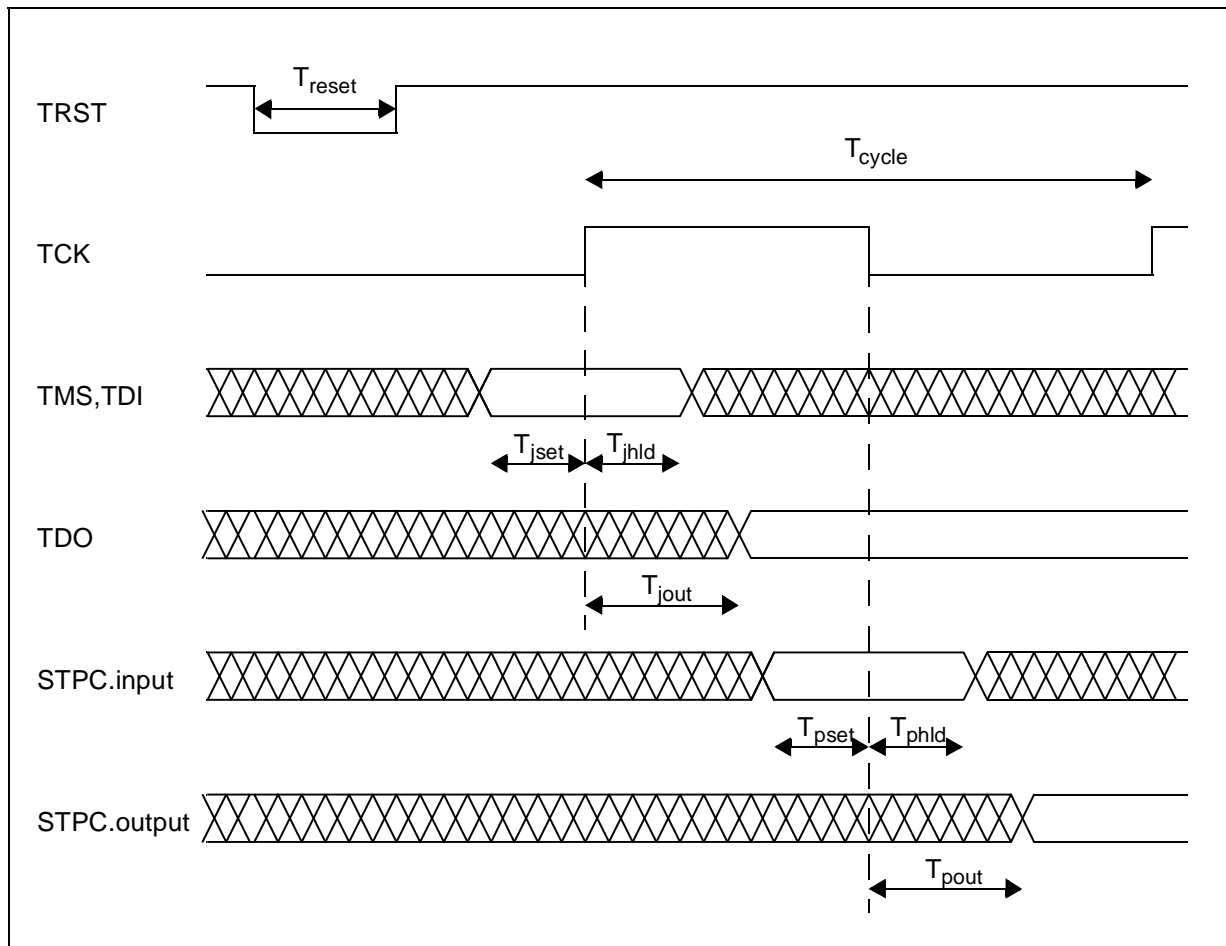 TRST
Treset
Tcycle
TCK
TMS,TDI
Tjset
Tjhld
TDO
Tjout
STPC.input
Tpset
Tphld
STPC.output
Tpout